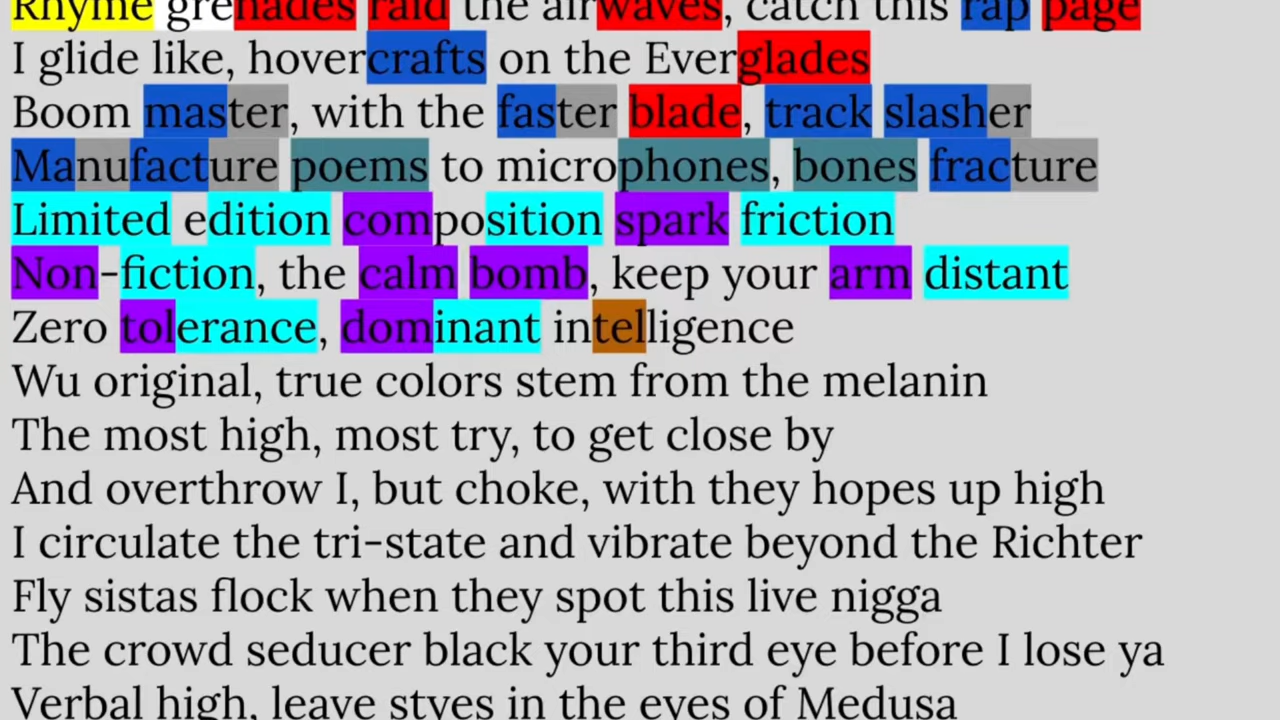 Rhyme grenades raid the airwaves, catch this rap page
I glide like, hovercrafts on the Everglades
Boom master, with the faster blade, track slasher
Manufacture poems to microphones, bones fracture
Limited edition composition spark friction
Non-fiction, the calm bomb, keep your arm distant
Zero tolerance, dominant intelligence
Wu original, true colors stem from the melanin
The most high, most try, to get close by
And overthrow I, but choke, with they hopes up high
I circulate the tri-state and vibrate beyond the Richter
Fly sistas flock when they spot this live nigga
The crowd seducer black your third eye before I lose ya
Verbal high, leave styes in the eyes of Medusa